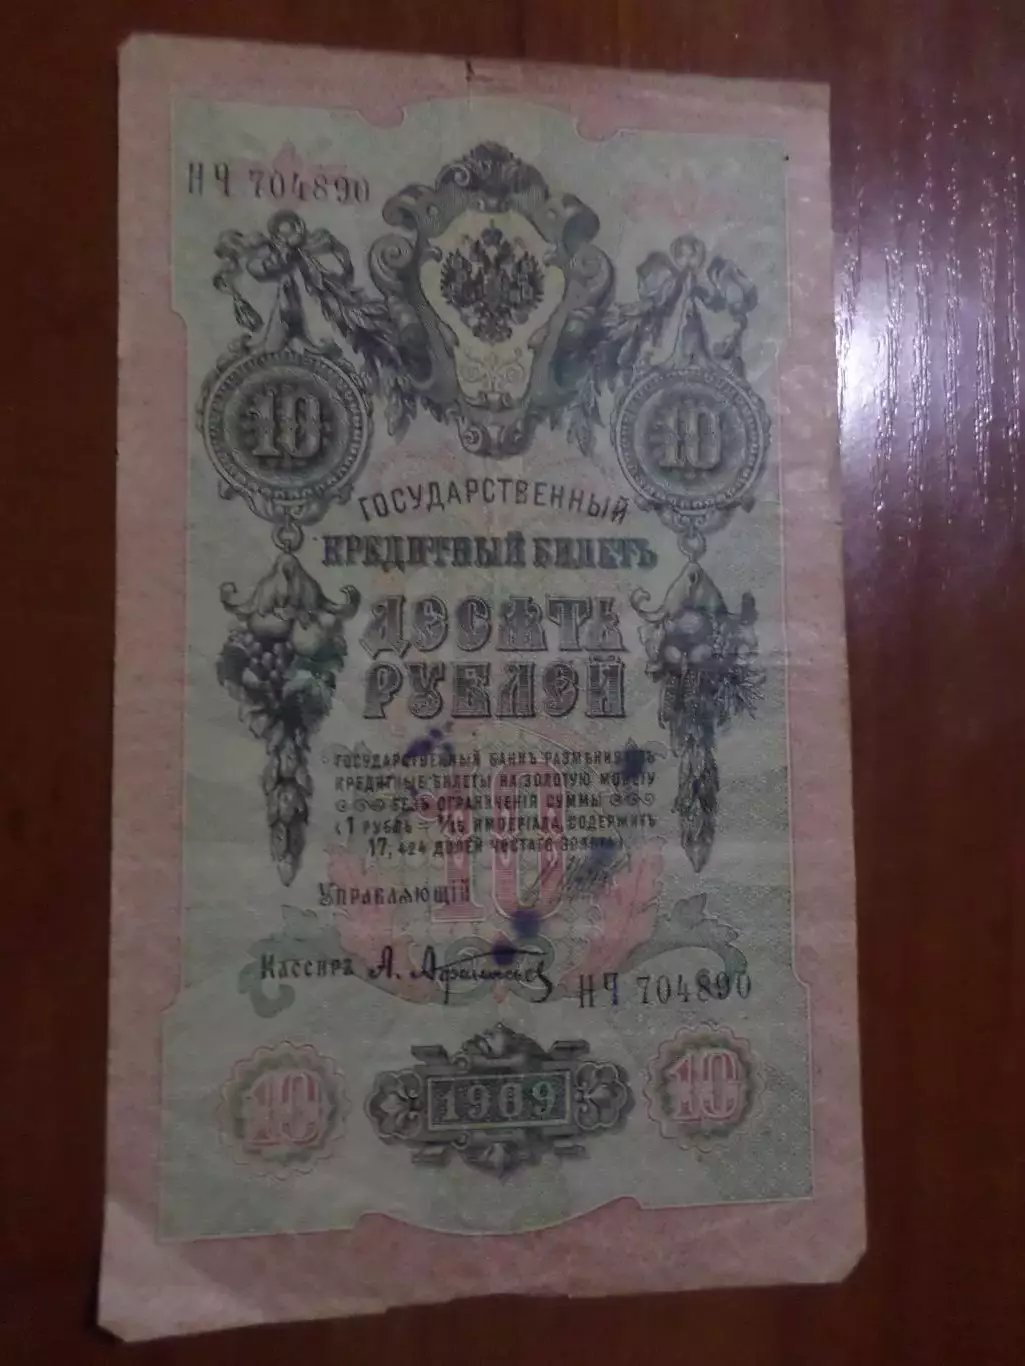 НЧ 704890
10 10
ГОСУДАРСТВЕННЫЙ
КРЕДИТНЫЙ БИЛЕТЪ
ДЕСЯТЬ
РУБЛЕЙ
ГОСУДАРСТВЕННЫЙ БАНКЪ РАЗМѢНИВАЕТЪ
КРЕДИТНЫЕ БИЛЕТЫ НА ЗОЛОТУЮ МОНЕТУ
БЕЗЪ ОГРАНИЧЕНІЯ СУММЫ
(1 РУБЛЬ = 1/15 ИМПЕРІАЛА, СОДЕРЖИТЪ
17,424 ДОЛЕЙ ЧИСТАГО ЗОЛОТА).
10
УПРАВЛЯЮЩІЙ
КАССИРЪ А. Афанасьев
НЧ 704890
10 1909 10